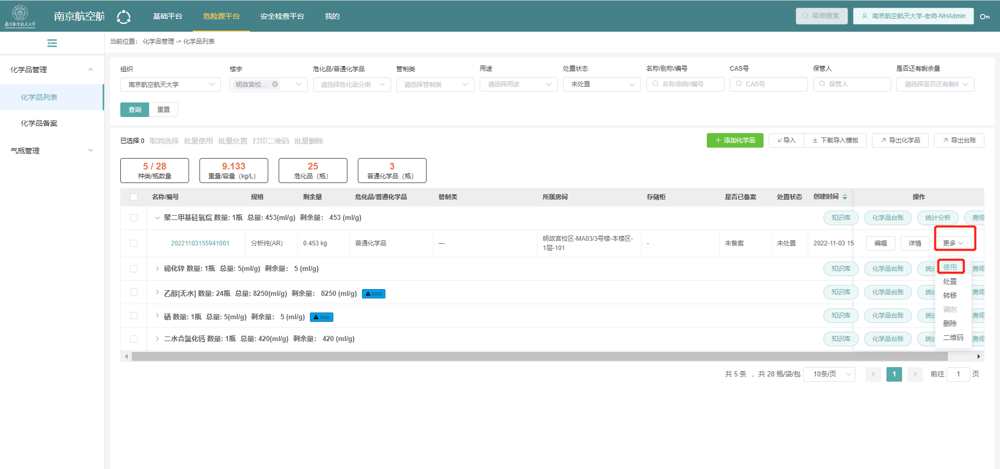 南京航空航天大学
南京航空航
基础平台
危险源平台
安全检查平台
我的
菜单搜索
南京航空航天大学-老师-NHAdmin
当前位置： 化学品管理 -> 化学品列表
化学品管理
化学品列表
化学品备案
气瓶管理
组织
楼宇
危化品/普通化学品
管制类
用途
处置状态
名称/别称/编号
CAS号
保管人
是否还有剩余量
南京航空航天大学
明故宫校...
请选择危化品分类
请选择管制类
请选择用途
未处置
名称/别称/编号
CAS号
保管人
请选择是否还有剩余
查询
重置
已选择:0 取消选择 批量使用 批量处置 打印二维码 批量删除
添加化学品
导入
下载导入模板
导出化学品
导出台账
5 / 28
种类/瓶数量
9.133
重量/容量（kg/L）
25
危化品（瓶）
3
普通化学品（瓶）
名称/编号 规格 剩余量 危化品/普通化学品 管制类 所属房间 存储柜 是否已备案 处置状态 创建时间 操作
聚二甲基硅氧烷 数量: 1瓶 总量: 453(ml/g) 剩余量： 453 (ml/g)
知识库 化学品台账 统计分析 房间
20221103155941001 分析纯(AR) 0.453 kg 普通化学品 — 明故宫校区-MA03/3号楼-本楼区-
1层-101
- 未备案 未处置 2022-11-03 15 编辑 详情 更多
碲化锌 数量: 1瓶 总量: 5(ml/g) 剩余量： 5 (ml/g)
知识库 化学品台账 统计 房间
乙醇[无水] 数量: 24瓶 总量: 8250(ml/g) 剩余量： 8250 (ml/g) 危化品
知识库 化学品台账 统计 房间
硒 数量: 1瓶 总量: 5(ml/g) 剩余量： 5 (ml/g) 危化品
知识库 化学品台账 统计 房间
二水合氯化钙 数量: 1瓶 总量: 420(ml/g) 剩余量： 420 (ml/g)
知识库 化学品台账 统计 房间
使用
处置
转移
调剂
删除
二维码
共 5 条 ，共 28 瓶/袋/包 10条/页 1 前往 1 页